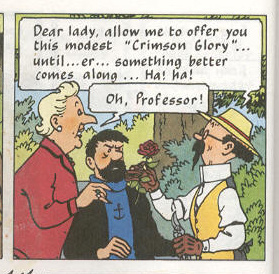 Dear lady, allow me to offer you
this modest "Crimson Glory"...
until...er... something better
comes along ... Ha! ha!
Oh, Professor!